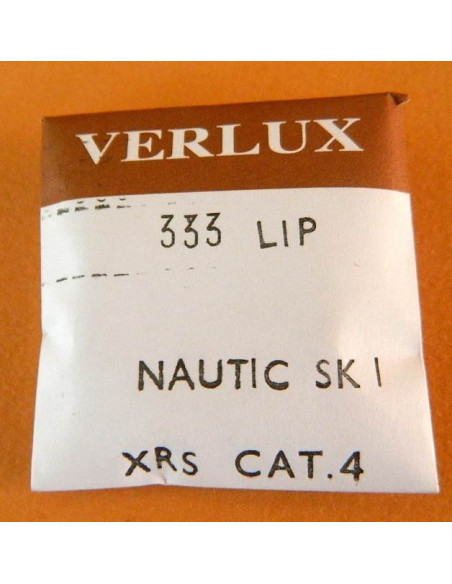 VERLUX
333 LIP
NAUTIC SKI
XRS CAT.4